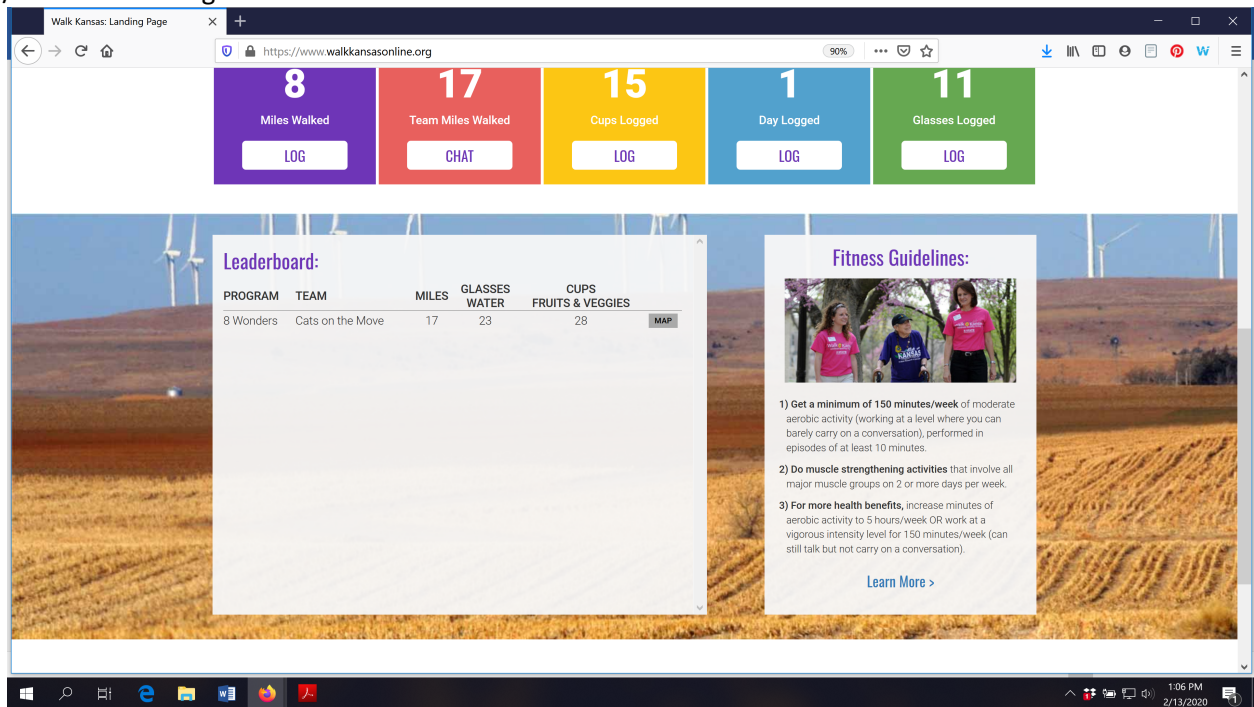 Walk Kansas: Landing Page
https://www.walkkansasonline.org
90%
8
17
15
1
11
Miles Walked
Team Miles Walked
Cups Logged
Day Logged
Glasses Logged
LOG
CHAT
LOG
LOG
LOG
Leaderboard:
PROGRAM TEAM MILES GLASSES WATER CUPS FRUITS & VEGGIES
8 Wonders Cats on the Move 17 23 28 MAP
Fitness Guidelines:
KANSAS
1) Get a minimum of 150 minutes/week of moderate
aerobic activity (working at a level where you can
barely carry on a conversation), performed in
episodes of at least 10 minutes.
2) Do muscle strengthening activities that involve all
major muscle groups on 2 or more days per week.
3) For more health benefits, increase minutes of
aerobic activity to 5 hours/week OR work at a
vigorous intensity level for 150 minutes/week (can
still talk but not carry on a conversation).
Learn More >
1:06 PM
2/13/2020